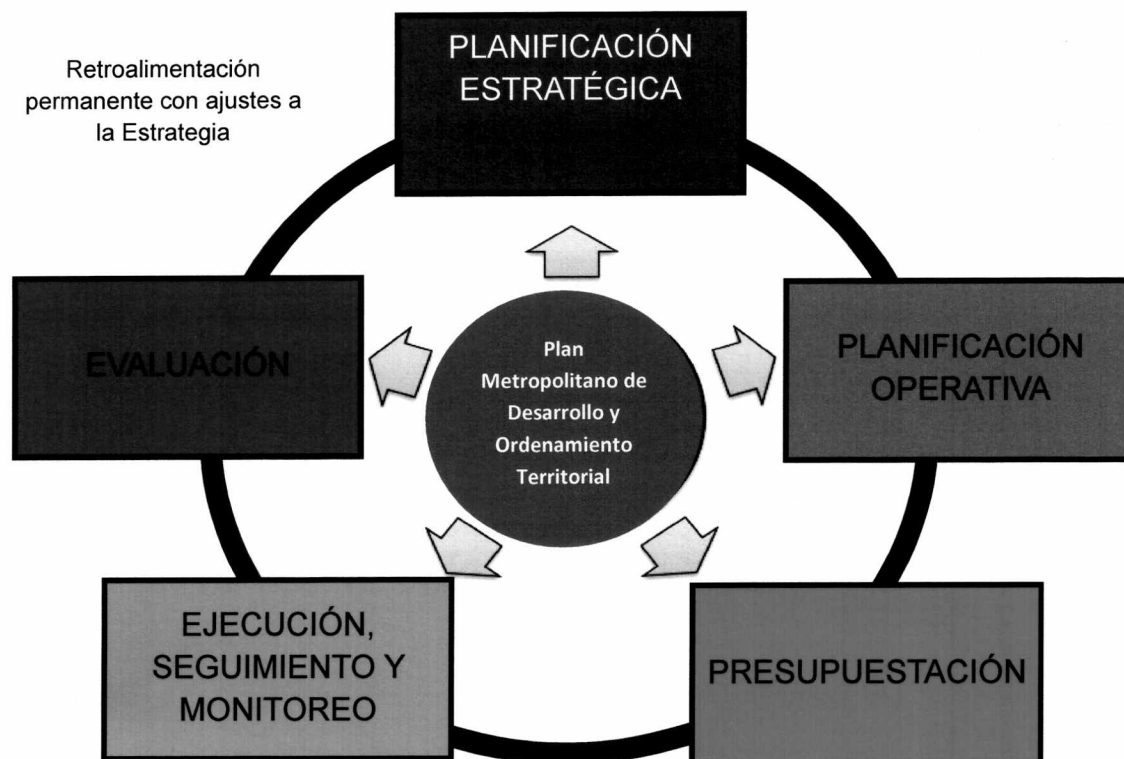 PLANIFICACIÓN
ESTRATÉGICA
Retroalimentación
permanente con ajustes a
la Estrategia
EVALUACIÓN
Plan
Metropolitano de
Desarrollo y
Ordenamiento
Territorial
PLANIFICACIÓN
OPERATIVA
EJECUCIÓN,
SEGUIMIENTO Y
MONITOREO
PRESUPUESTACIÓN